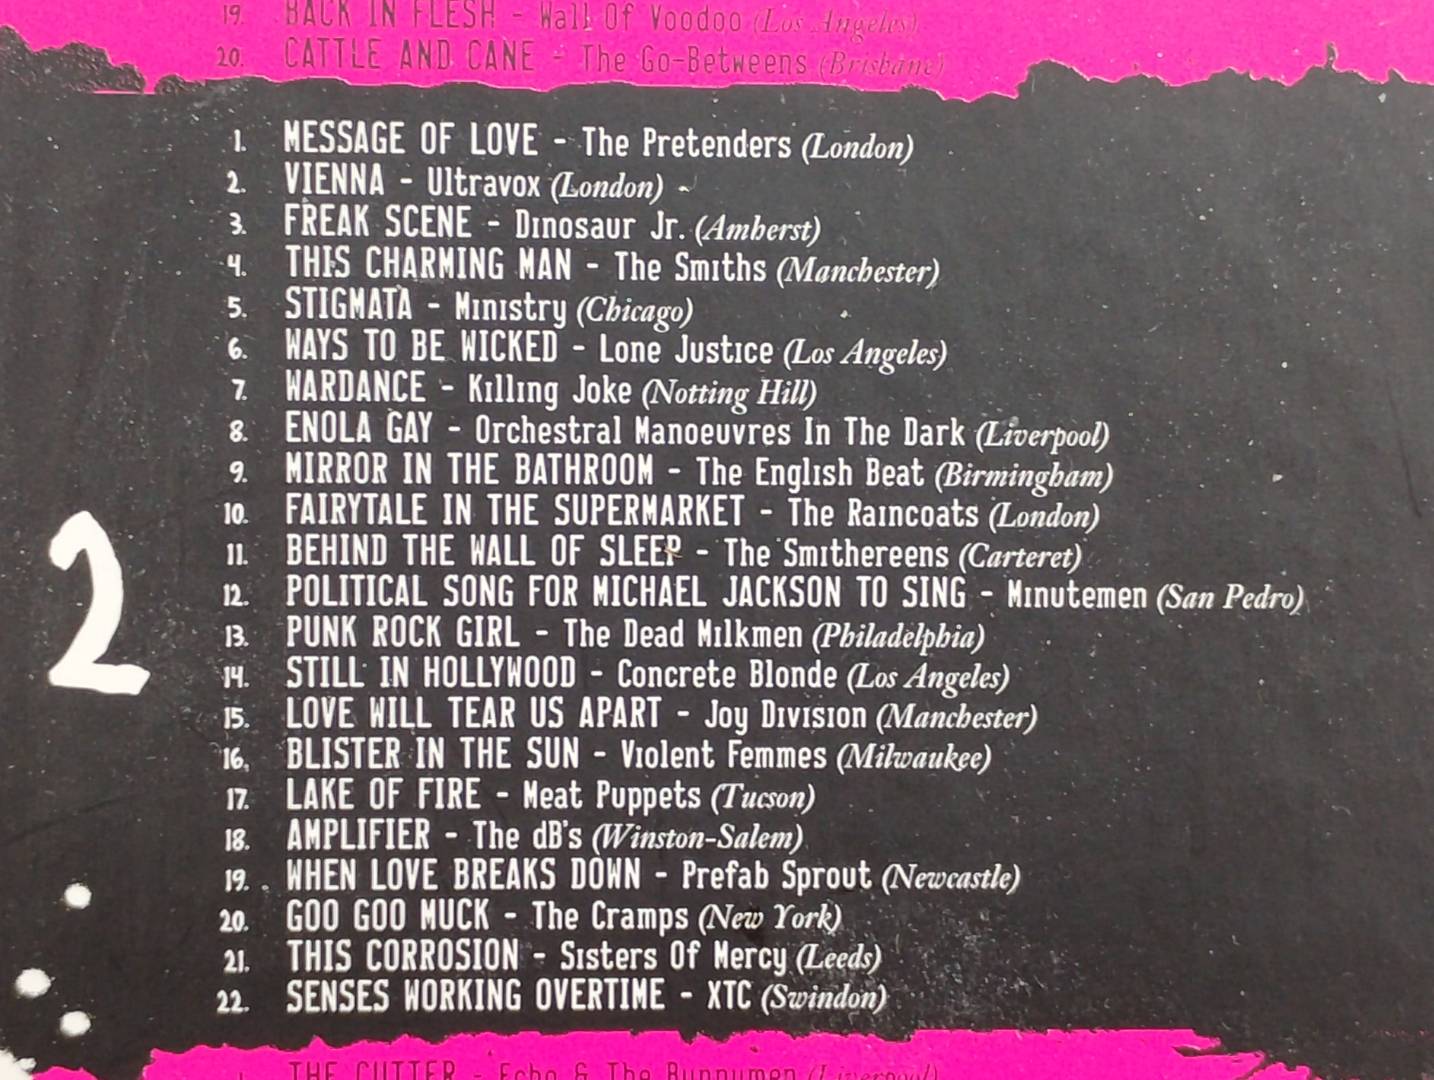 19. BACK IN FLESH - Wall Of Voodoo (Los Angeles)
20. CATTLE AND CANE - The Go-Betweens (Brisbane)
1. MESSAGE OF LOVE - The Pretenders (London)
2. VIENNA - Ultravox (London)
3. FREAK SCENE - Dinosaur Jr. (Amherst)
4. THIS CHARMING MAN - The Smiths (Manchester)
5. STIGMATA - Ministry (Chicago)
6. WAYS TO BE WICKED - Lone Justice (Los Angeles)
7. WARDANCE - Killing Joke (Notting Hill)
8. ENOLA GAY - Orchestral Manoeuvres In The Dark (Liverpool)
9. MIRROR IN THE BATHROOM - The English Beat (Birmingham)
10. FAIRYTALE IN THE SUPERMARKET - The Raincoats (London)
11. BEHIND THE WALL OF SLEEP - The Smithereens (Carteret)
12. POLITICAL SONG FOR MICHAEL JACKSON TO SING - Minutemen (San Pedro)
2
13. PUNK ROCK GIRL - The Dead Milkmen (Philadelphia)
14. STILL IN HOLLYWOOD - Concrete Blonde (Los Angeles)
15. LOVE WILL TEAR US APART - Joy Division (Manchester)
16. BLISTER IN THE SUN - Violent Femmes (Milwaukee)
17. LAKE OF FIRE - Meat Puppets (Tucson)
18. AMPLIFIER - The dB's (Winston-Salem)
19. WHEN LOVE BREAKS DOWN - Prefab Sprout (Newcastle)
20. GOO GOO MUCK - The Cramps (New York)
21. THIS CORROSION - Sisters Of Mercy (Leeds)
22. SENSES WORKING OVERTIME - XTC (Swindon)
1. THE CUTTER - Echo & The Bunnymen (Liverpool)